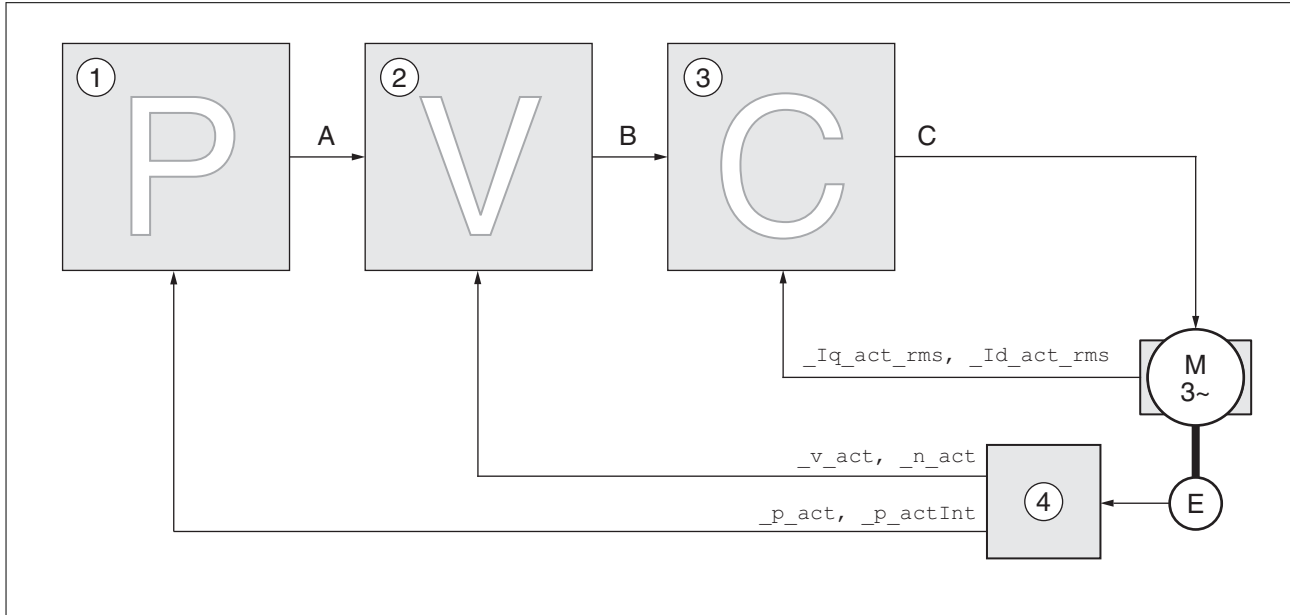 1
P
A
2
V
B
3
C
C
_Iq_act_rms, _Id_act_rms
M
3~
_v_act, _n_act
_p_act, _p_actInt
4
E